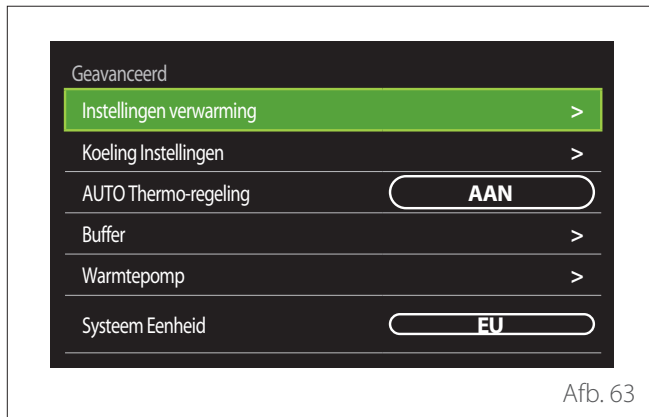 Geavanceerd
Instellingen verwarming >
Koeling Instellingen >
AUTO Thermo-regeling AAN
Buffer >
Warmtepomp >
Systeem Eenheid EU
Afb. 63